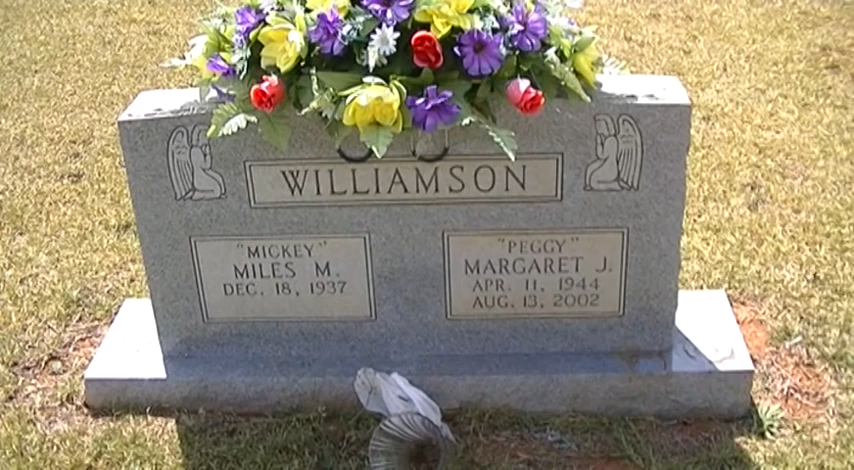 WILLIAMSON
"MICKEY"
MILES M.
DEC. 18, 1937
"PEGGY"
MARGARET J.
APR. 11, 1944
AUG. 13, 2002